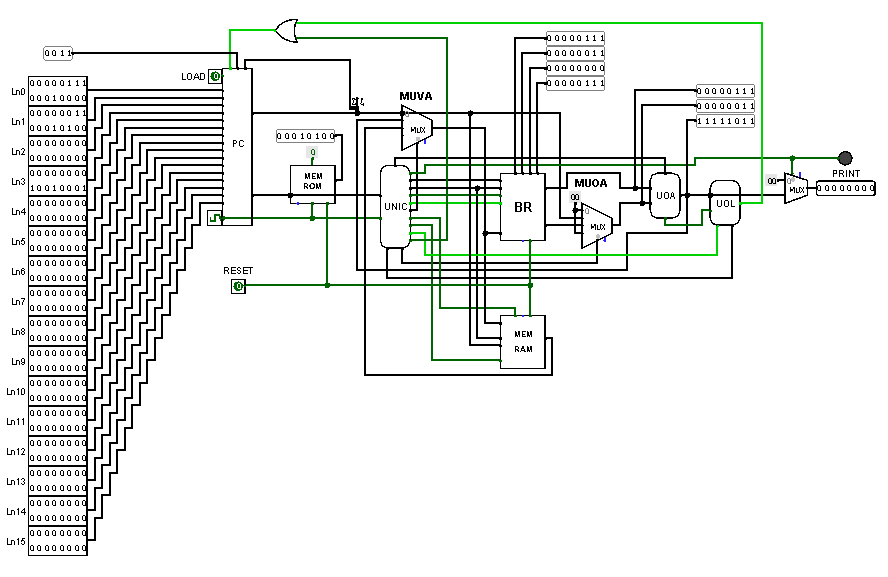 0 0 1 1
LOAD
0 0 0 0 0 1 1 1
0 0 0 0 0 1 1 1
0 0 0 0 0 0 0 0
0 0 0 0 0 1 1 1
Ln0
0 0 0 0 0 1 1 1
0 0 0 1 0 0 0 0
Ln1
0 0 0 0 0 0 1 1
0 0 0 1 0 1 0 0
Ln2
0 0 0 0 0 0 0 0
0 0 0 0 0 0 0 0
Ln3
0 0 0 0 0 0 0 0
Ln4
0 0 0 0 0 0 0 0
0 0 0 0 0 0 0 0
Ln5
0 0 0 0 0 0 0 0
0 0 0 0 0 0 0 0
Ln6
0 0 0 0 0 0 0 0
0 0 0 0 0 0 0 0
Ln7
0 0 0 0 0 0 0 0
0 0 0 0 0 0 0 0
Ln8
0 0 0 0 0 0 0 0
0 0 0 0 0 0 0 0
Ln9
0 0 0 0 0 0 0 0
0 0 0 0 0 0 0 0
Ln10
0 0 0 0 0 0 0 0
0 0 0 0 0 0 0 0
Ln11
0 0 0 0 0 0 0 0
0 0 0 0 0 0 0 0
Ln12
0 0 0 0 0 0 0 0
0 0 0 0 0 0 0 0
Ln13
0 0 0 0 0 0 0 0
0 0 0 0 0 0 0 0
Ln14
0 0 0 0 0 0 0 0
0 0 0 0 0 0 0 0
Ln15
0 0 0 0 0 0 0 0
0 0 0 0 0 0 0 0
PC
0 0 0 1 0 1 0 0
0
MEM
ROM
RESET
0
MUVA
0
MUX
UNIC
BR
MUOA
00
0
MUX
MEM
RAM
0 0 0 0 0 1 1 1
0 0 0 0 0 1 1 1
1 1 1 1 1 0 1 1
UOA
UOL
00
0
MUX
PRINT
0 0 0 0 0 0 0 0